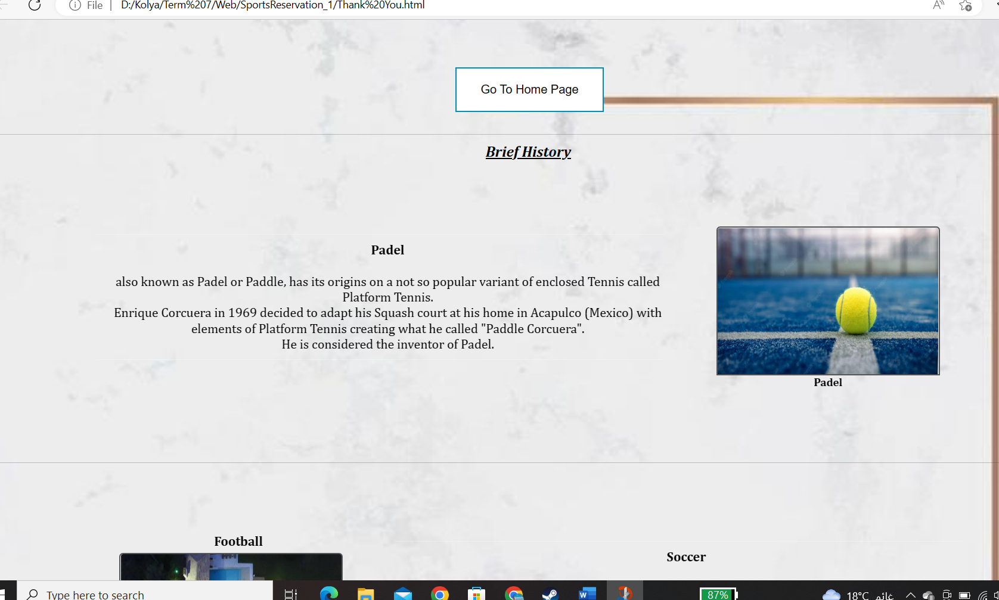 File
D:/Kolya/Term%207/Web/SportsReservation_1/Thank%20You.html
Go To Home Page
Brief History
Padel
also known as Padel or Paddle, has its origins on a not so popular variant of enclosed Tennis called
Platform Tennis.
Enrique Corcuera in 1969 decided to adapt his Squash court at his home in Acapulco (Mexico) with
elements of Platform Tennis creating what he called "Paddle Corcuera".
He is considered the inventor of Padel.
Padel
Football
Soccer
Type here to search
87%
18°C غائم